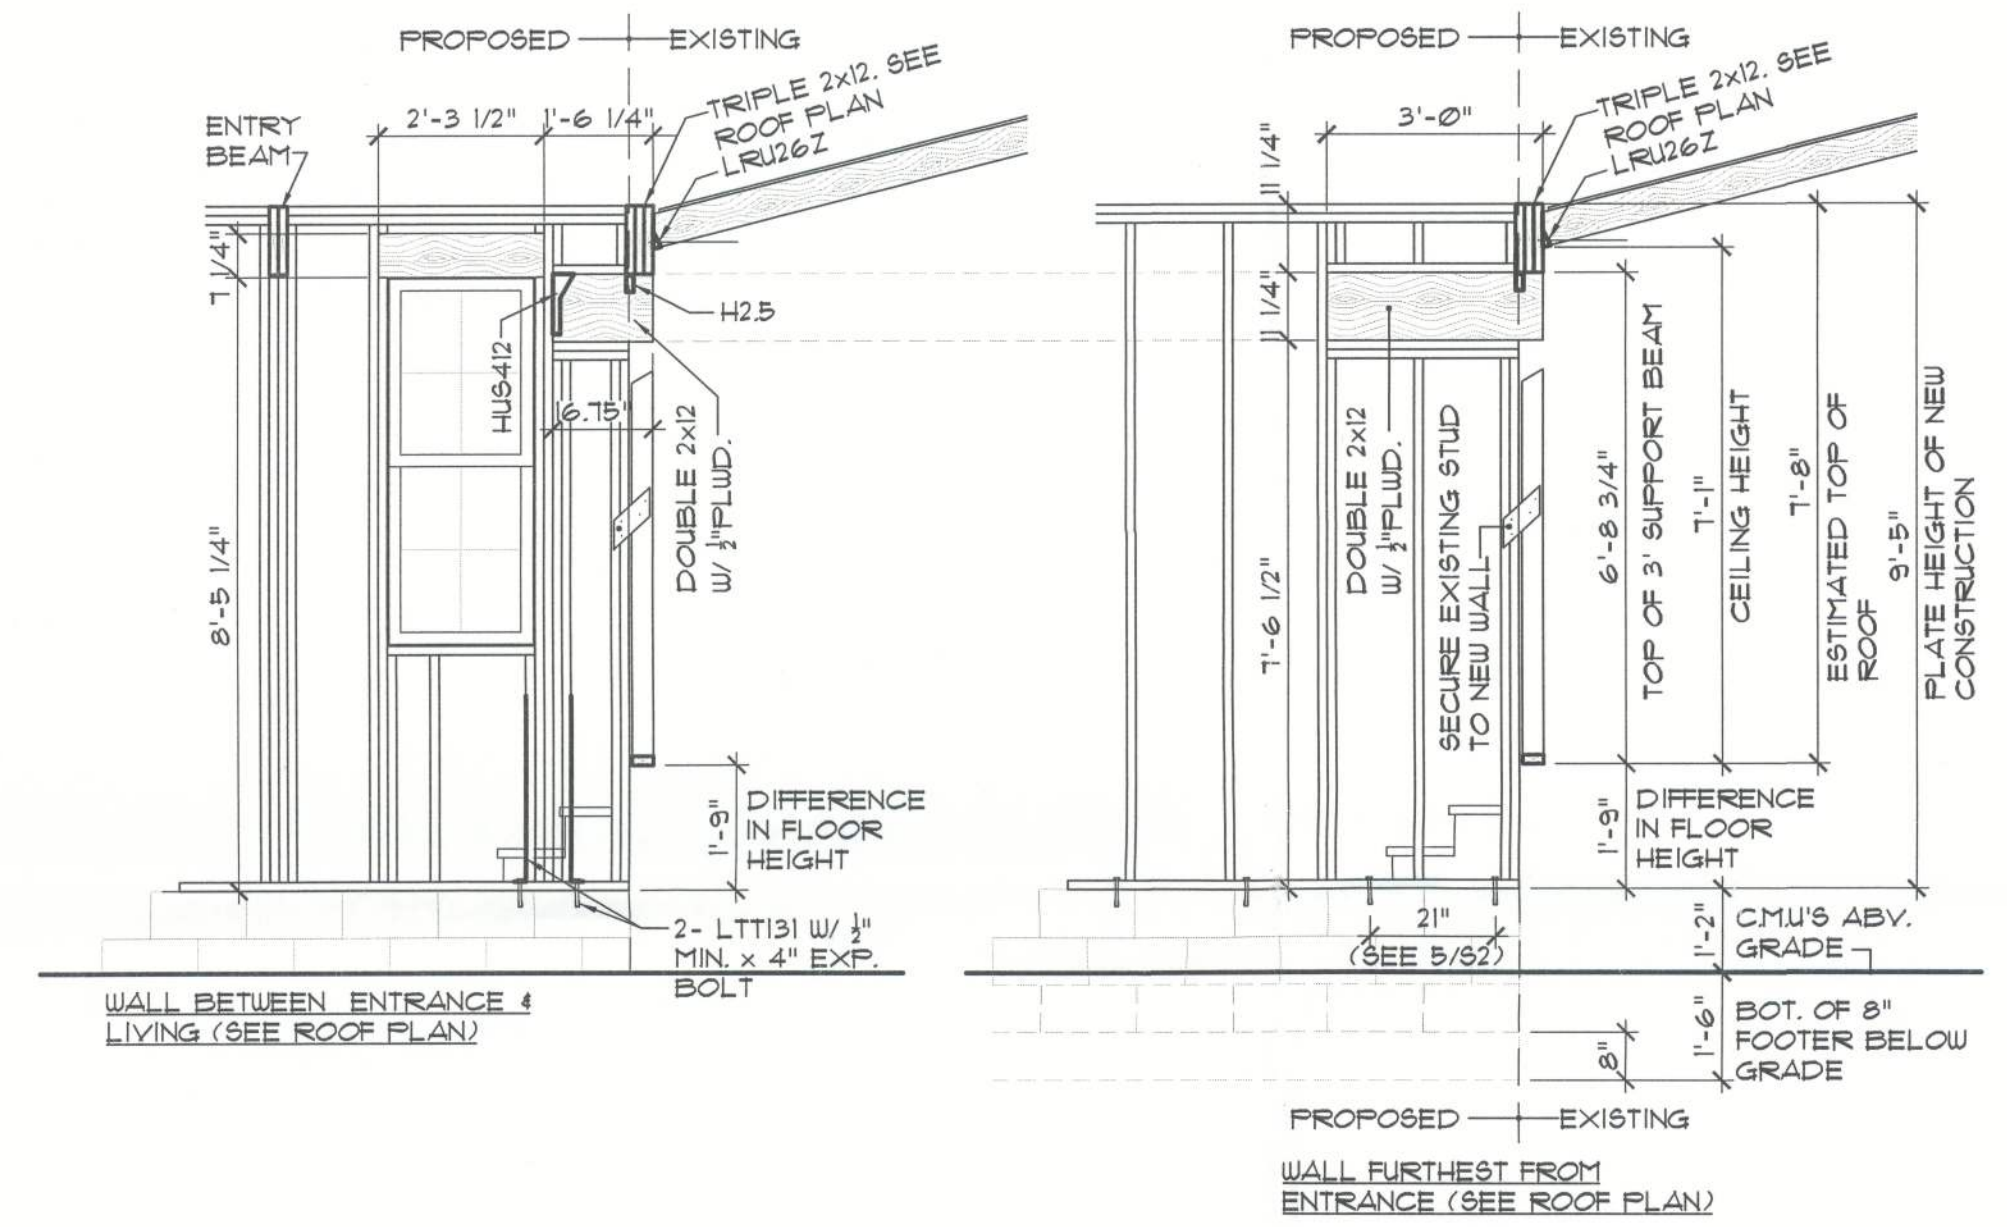 PROPOSED
EXISTING
ENTRY
BEAM
2'-3 1/2"
1'-6 1/4"
TRIPLE 2x12. SEE
ROOF PLAN
LRU26Z
7 1/4"
8'-5 1/4"
HUS412
16.75"
H2.5
DOUBLE 2x12
W/ ½"PLWD.
1'-9"
DIFFERENCE
IN FLOOR
HEIGHT
2- LTT131 W/ ½"
MIN. x 4" EXP.
BOLT
WALL BETWEEN ENTRANCE &
LIVING (SEE ROOF PLAN)
PROPOSED
EXISTING
3'-0"
TRIPLE 2x12. SEE
ROOF PLAN
LRU26Z
11 1/4"
11 1/4"
7'-6 1/2"
DOUBLE 2x12
W/ ½"PLWD.
SECURE EXISTING STUD
TO NEW WALL
6'-8 3/4"
TOP OF 3' SUPPORT BEAM
7'-1"
CEILING HEIGHT
7'-8"
ESTIMATED TOP OF
ROOF
9'-5"
PLATE HEIGHT OF NEW
CONSTRUCTION
1'-9"
DIFFERENCE
IN FLOOR
HEIGHT
21"
(SEE 5/S2)
1'-2"
C.M.U'S ABV.
GRADE
8"
1'-6"
BOT. OF 8"
FOOTER BELOW
GRADE
PROPOSED
EXISTING
WALL FURTHEST FROM
ENTRANCE (SEE ROOF PLAN)